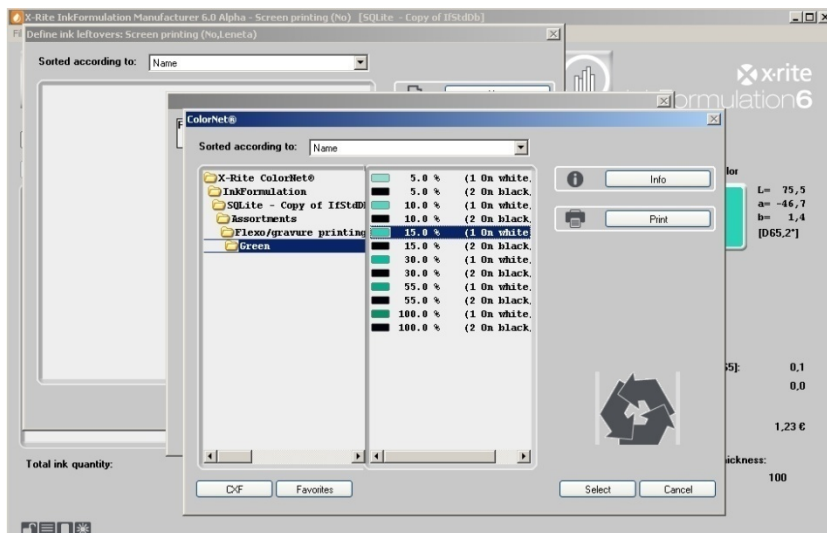 X-Rite InkFormulation Manufacturer 6.0 Alpha - Screen printing (No) [SQLite - Copy of IfStdDb]
Define ink leftovers: Screen printing (No,Leneta)
Sorted according to: Name
x·rite
ormulation6
ColorNet®
Sorted according to: Name
X-Rite ColorNet®
InkFormulation
SQLite - Copy of IfStdD
Assortments
Flexo/gravure printing
Green
5.0 % (1 On white,
5.0 % (2 On black,
10.0 % (1 On white,
10.0 % (2 On black,
15.0 % (1 On white
15.0 % (2 On black,
30.0 % (1 On white,
30.0 % (2 On black,
55.0 % (1 On white,
55.0 % (2 On black,
100.0 % (1 On white,
100.0 % (2 On black,
Info
Print
lor
L= 75,5
a= -46,7
b= 1,4
[D65,2°]
5]: 0,1
0,0
1,23 €
ickness:
100
Total ink quantity:
CXF
Favorites
Select
Cancel